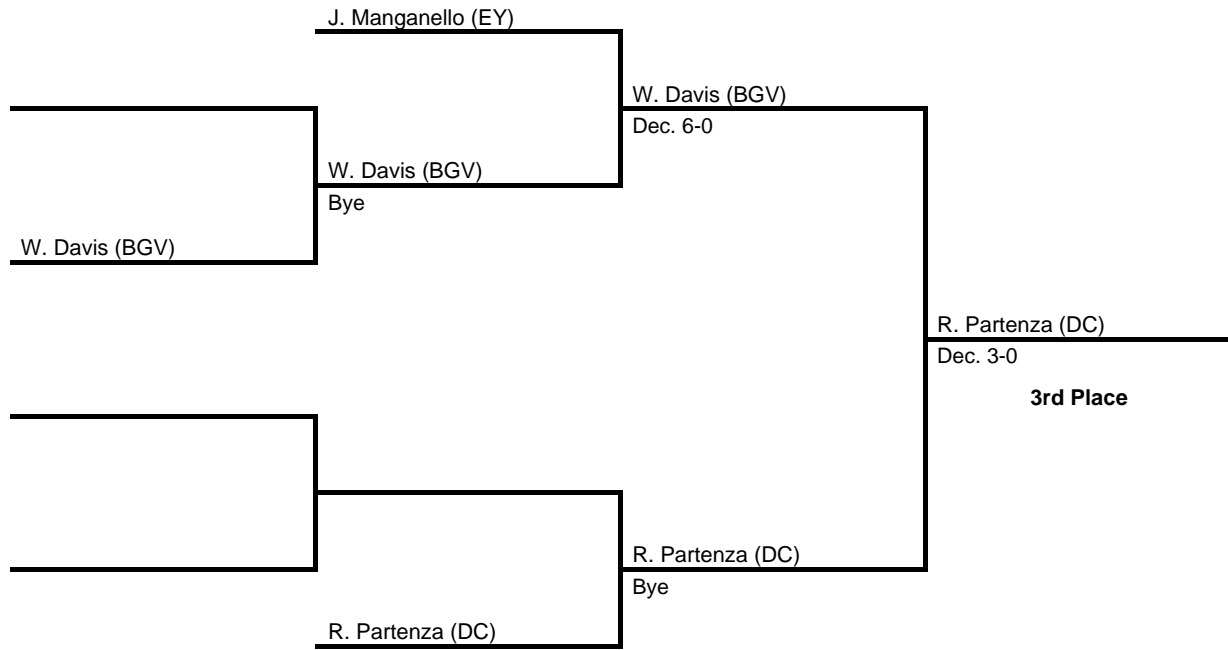 J. Manganello (EY)
W. Davis (BGV)
Dec. 6-0
W. Davis (BGV)
Bye
W. Davis (BGV)
R. Partenza (DC)
Dec. 3-0
3rd Place
R. Partenza (DC)
Bye
R. Partenza (DC)